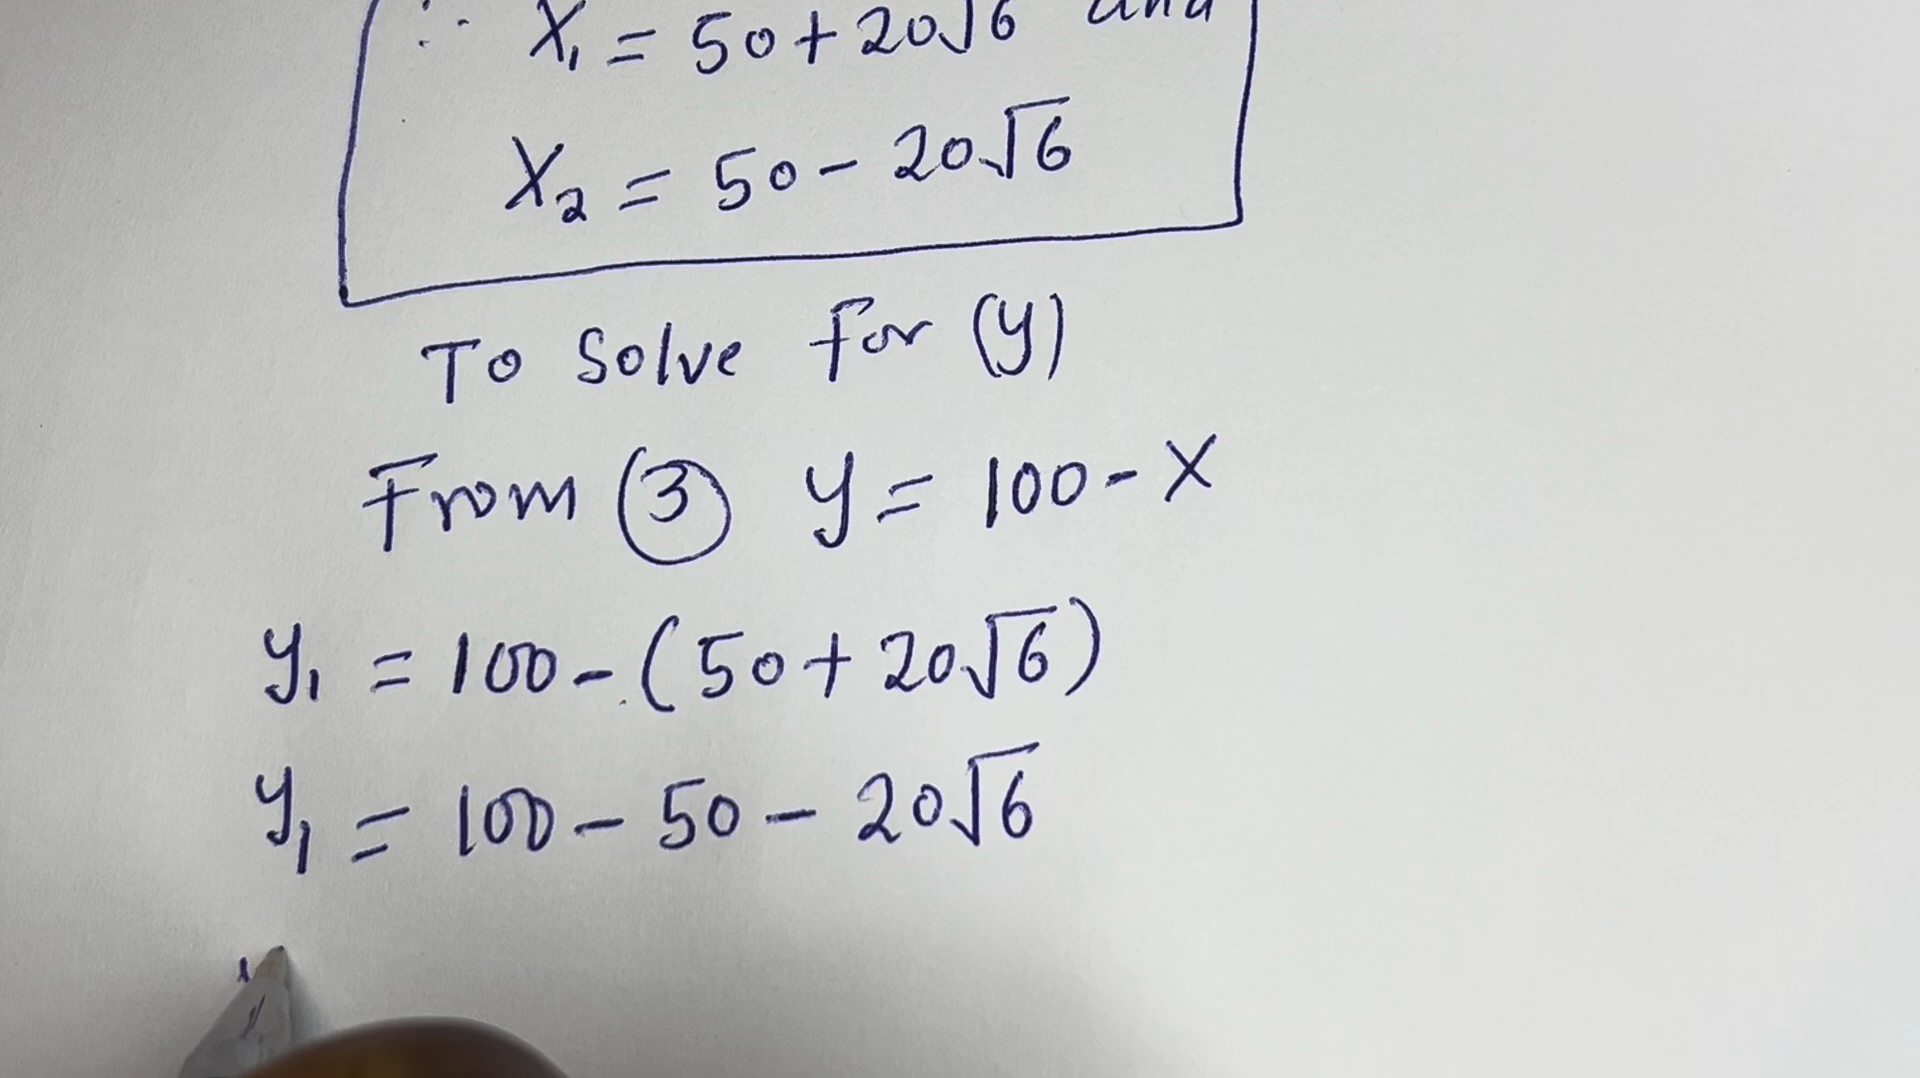 ∴ X₁ = 50 + 20√6 and
X₂ = 50 - 20√6
To Solve for (y)
From (3) y = 100 - X
y₁ = 100 - (50 + 20√6)
y₁ = 100 - 50 - 20√6